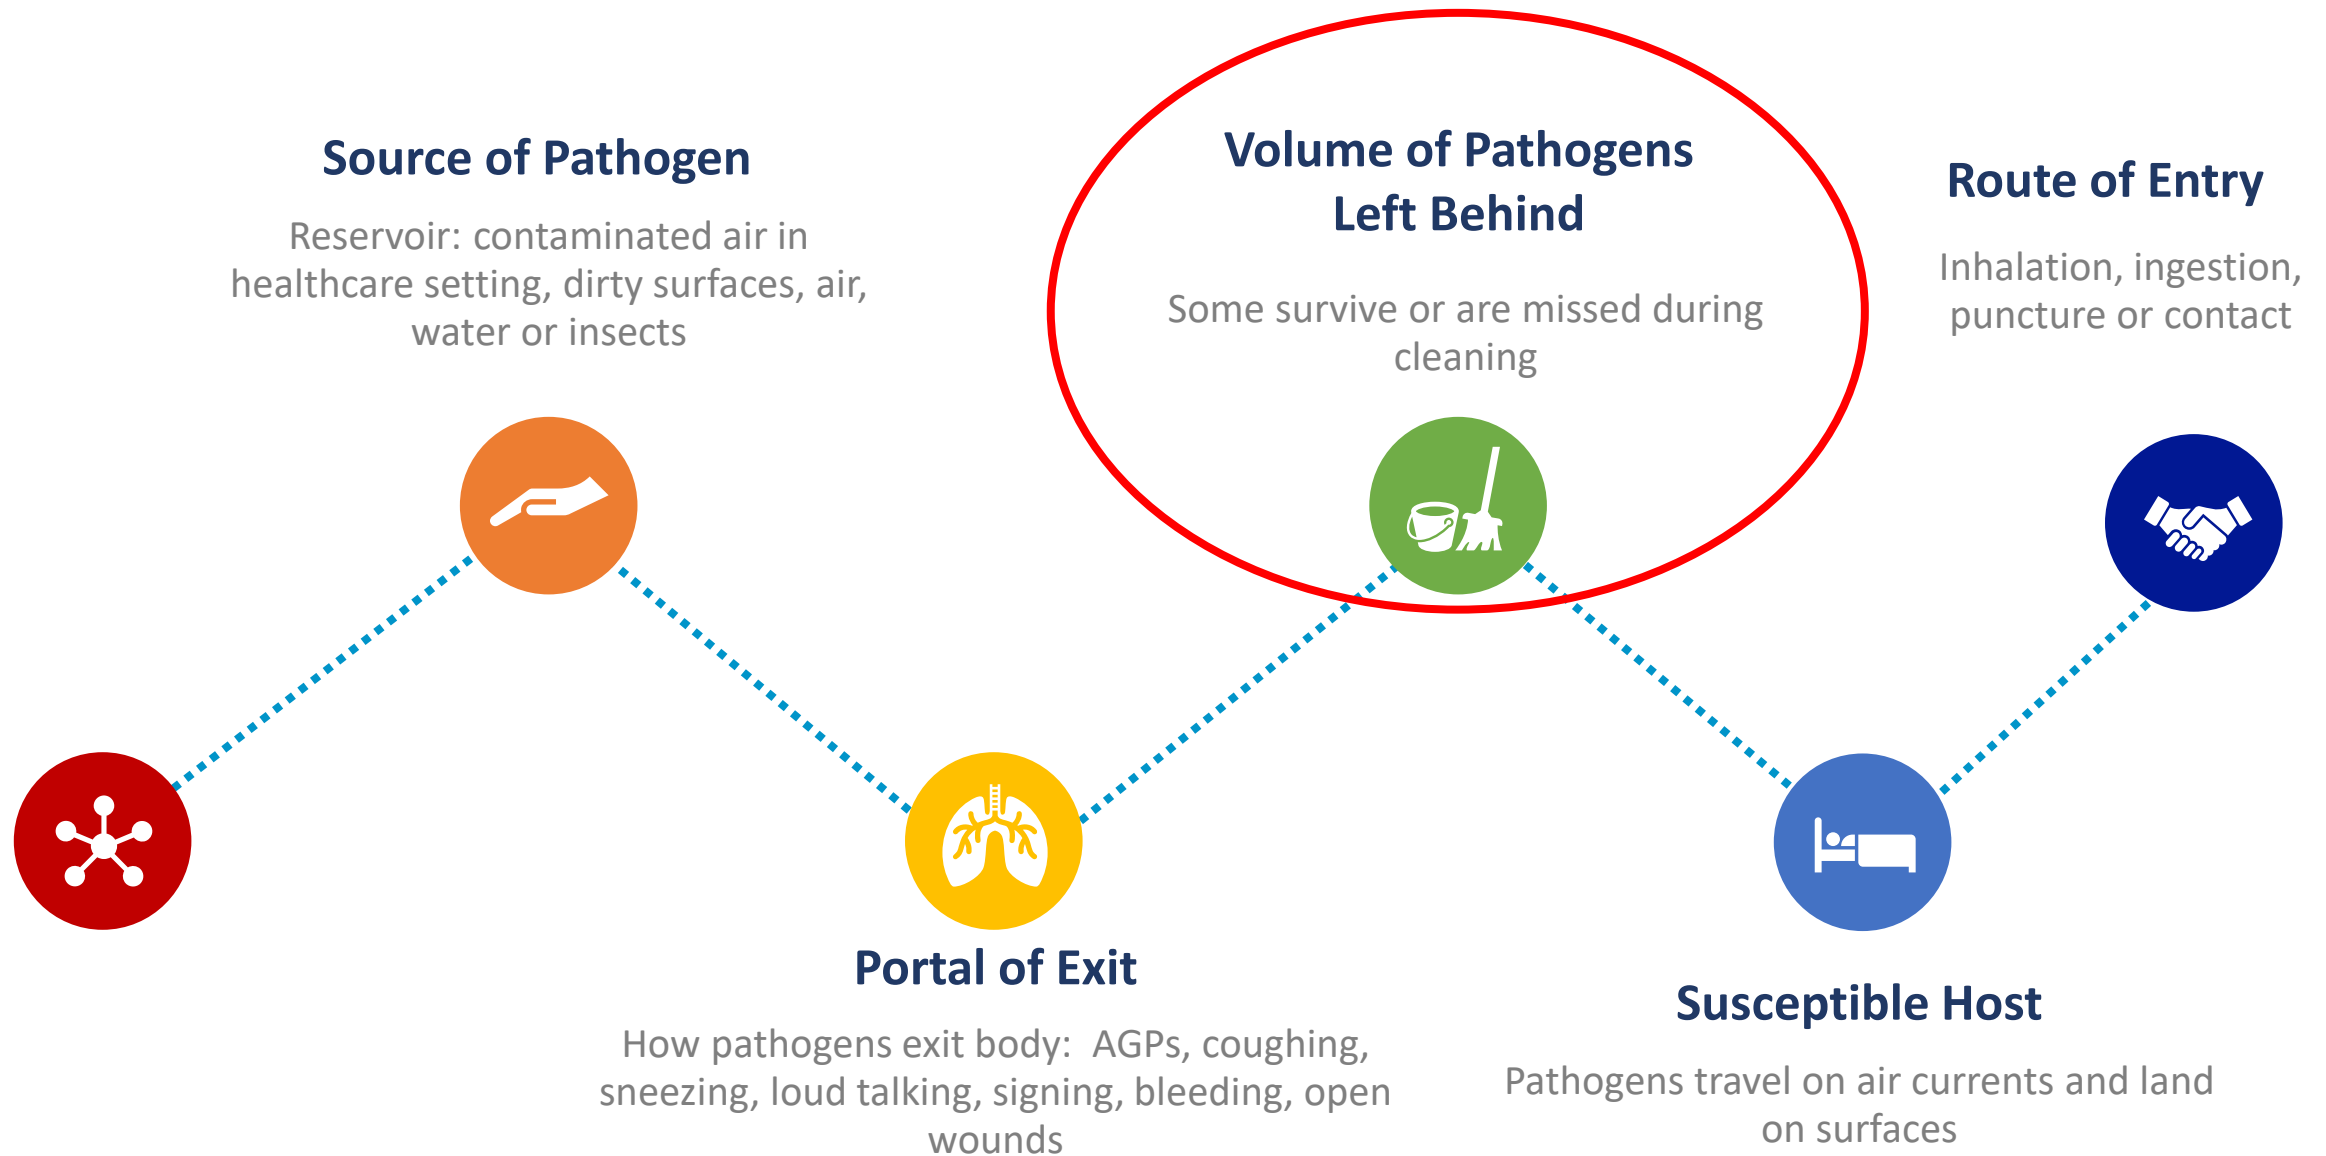 Source of Pathogen
Reservoir: contaminated air in
healthcare setting, dirty surfaces, air,
water or insects
Portal of Exit
How pathogens exit body:  AGPs, coughing,
sneezing, loud talking, signing, bleeding, open
wounds
Volume of Pathogens
Left Behind
Some survive or are missed during
cleaning
Susceptible Host
Pathogens travel on air currents and land
on surfaces
Route of Entry
Inhalation, ingestion,
puncture or contact